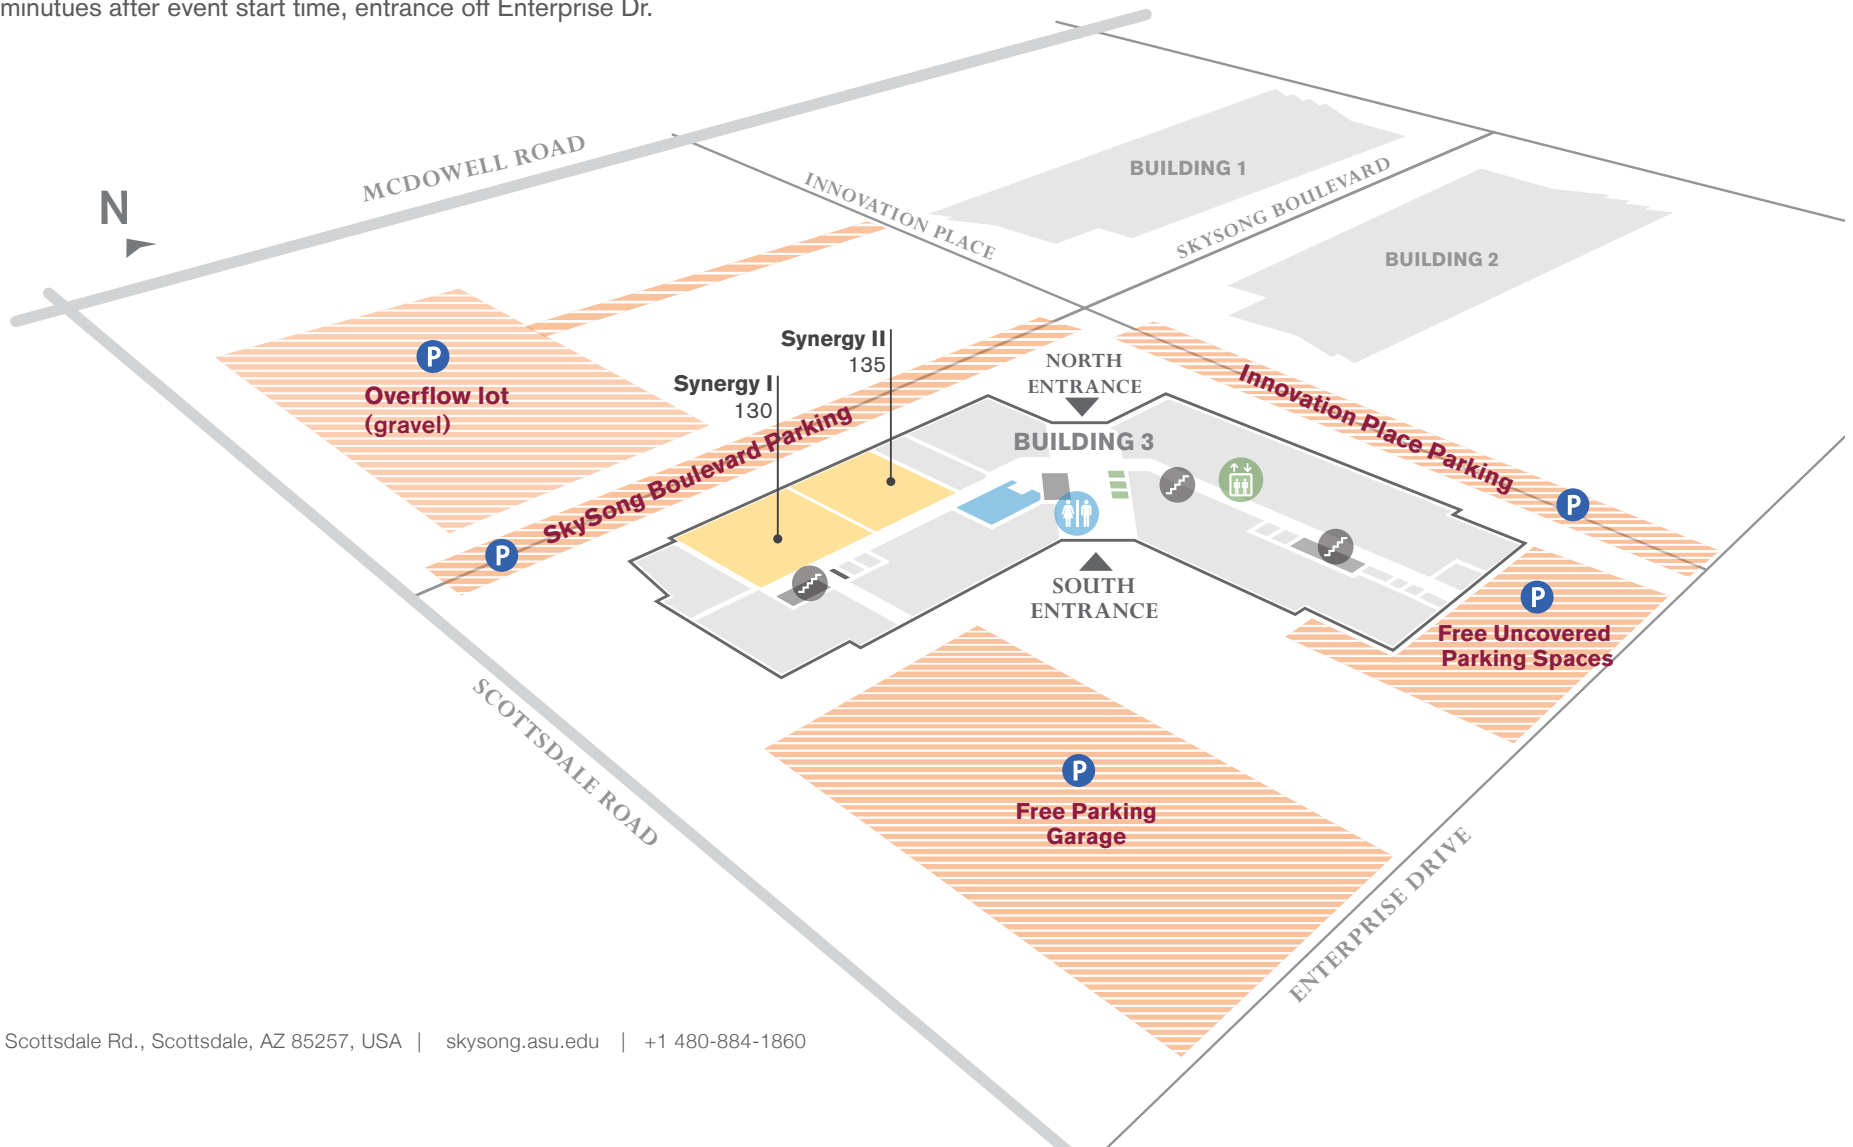 minutues after event start time, entrance off Enterprise Dr.
MCDOWELL ROAD
N
INNOVATION PLACE
BUILDING 1
SKYSONG BOULEVARD
BUILDING 2
P
Overflow lot
(gravel)
Synergy II
135
Synergy I
130
NORTH
ENTRANCE
BUILDING 3
Innovation Place Parking
P
SkySong Boulevard Parking
P
SOUTH
ENTRANCE
P
Free Uncovered
Parking Spaces
SCOTTSDALE ROAD
P
Free Parking
Garage
ENTERPRISE DRIVE
Scottsdale Rd., Scottsdale, AZ 85257, USA | skysong.asu.edu | +1 480-884-1860